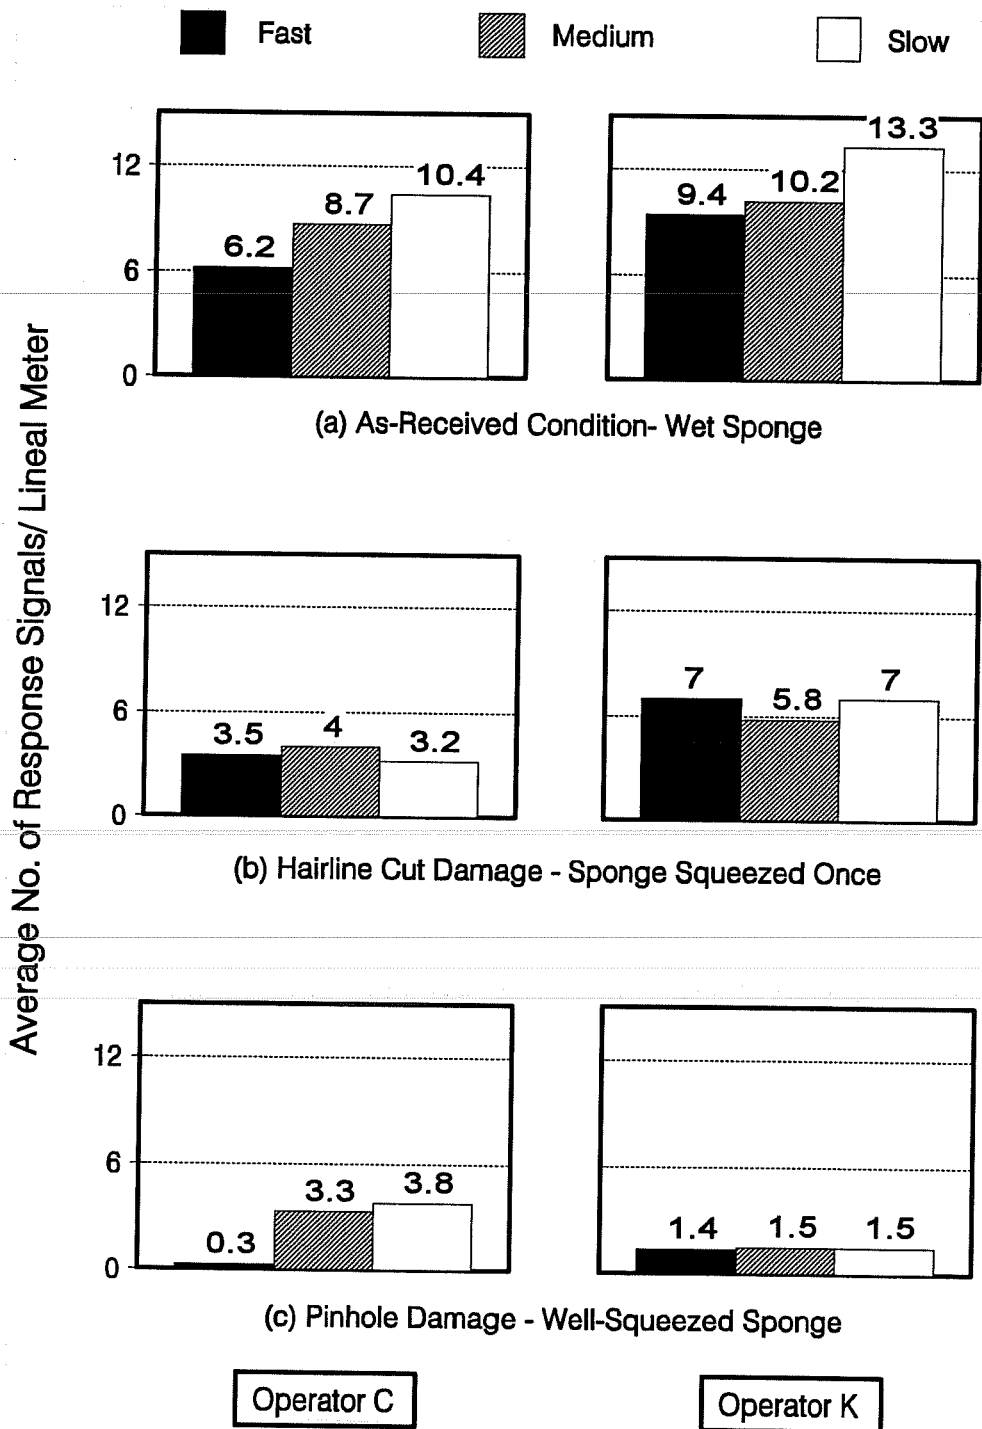 Fast Medium Slow
Average No. of Response Signals/ Lineal Meter
12
6
0
6.2 8.7 10.4
9.4 10.2 13.3
(a) As-Received Condition- Wet Sponge
12
6
0
3.5 4 3.2
7 5.8 7
(b) Hairline Cut Damage - Sponge Squeezed Once
12
6
0
0.3 3.3 3.8
1.4 1.5 1.5
(c) Pinhole Damage - Well-Squeezed Sponge
Operator C Operator K